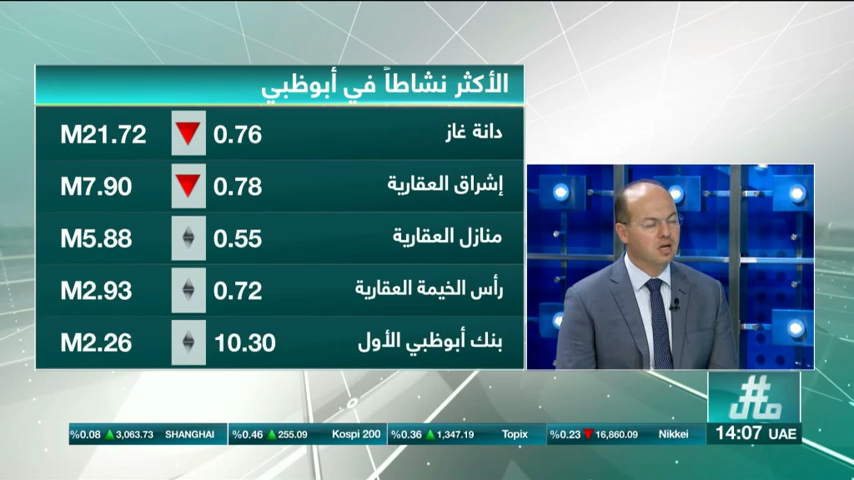 الأكثر نشاطاً في أبوظبي
دانة غاز 0.76 M21.72
إشراق العقارية 0.78 M7.90
منازل العقارية 0.55 M5.88
رأس الخيمة العقارية 0.72 M2.93
بنك أبوظبي الأول 10.30 M2.26
#مال
%0.08 3,063.73 SHANGHAI %0.46 255.09 Kospi 200 %0.36 1,347.19 Topix %0.23 16,860.09 Nikkei 14:07 UAE